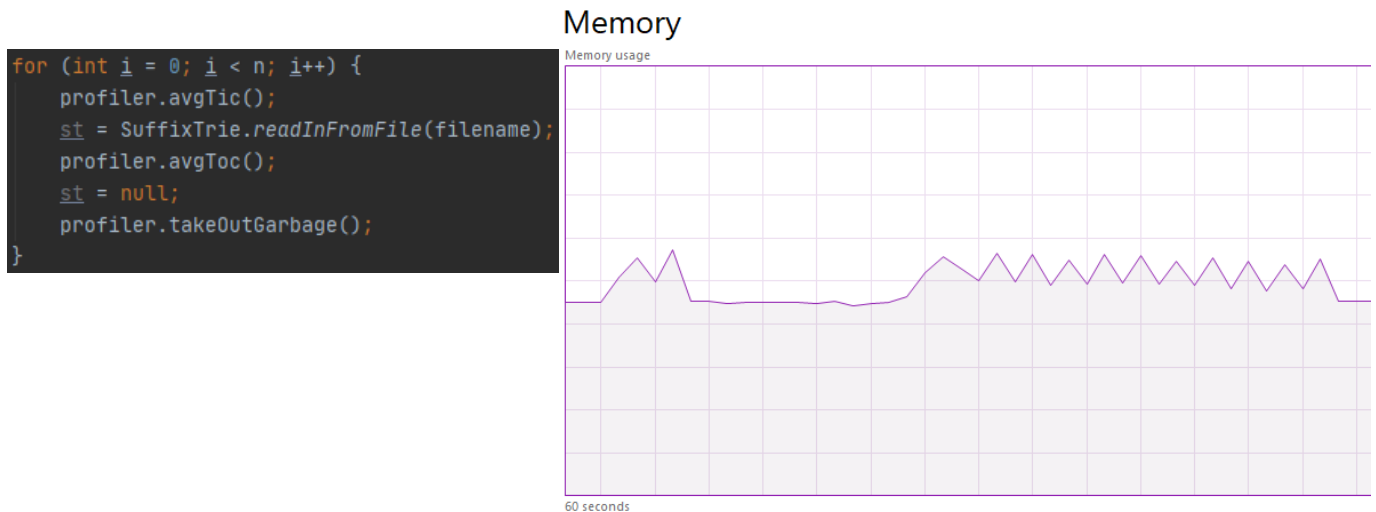 Memory
Memory usage
for (int i = 0; i < n; i++) {
    profiler.avgTic();
    st = SuffixTrie.readInFromFile(filename);
    profiler.avgToc();
    st = null;
    profiler.takeOutGarbage();
}
60 seconds